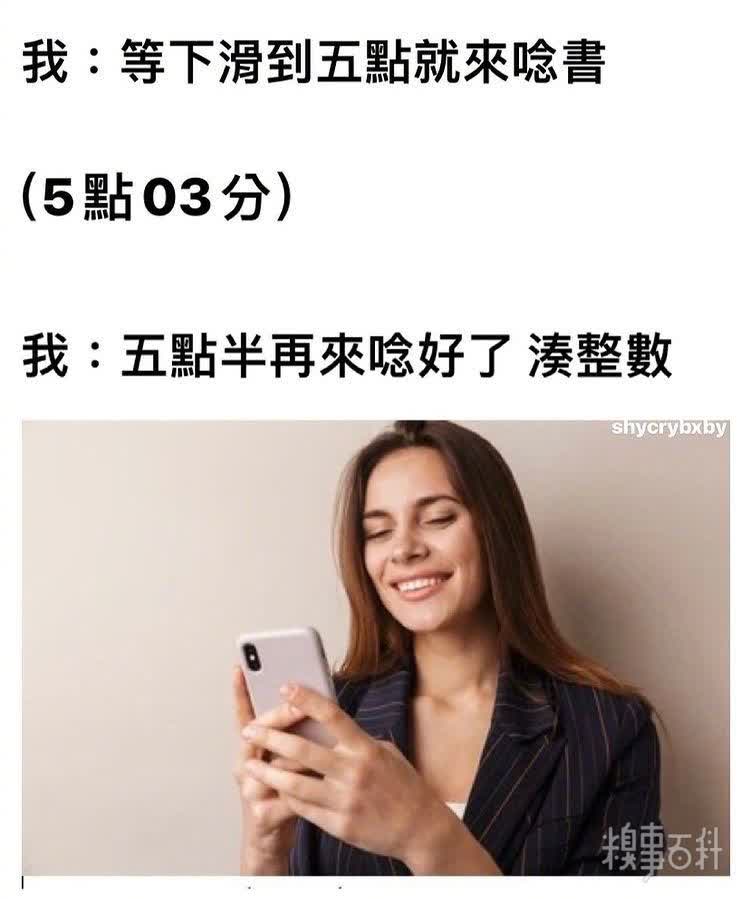 我：等下滑到五點就來唸書
（5點03分）
我：五點半再來唸好了 湊整數
shycrybxby
糗事百科